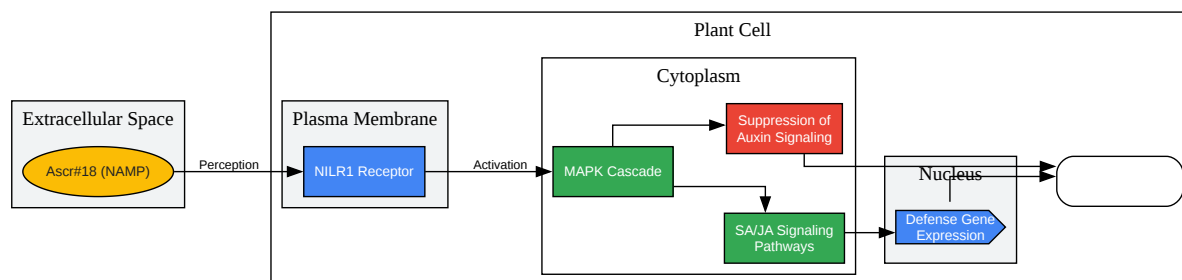 Plant Cell
Cytoplasm
Extracellular Space
Plasma Membrane
Suppression of
Auxin Signaling
Ascr#18 (NAMP)
Perception
NILR1 Receptor
Activation
MAPK Cascade
Nucleus
SA/JA Signaling
Pathways
Defense Gene
Expression